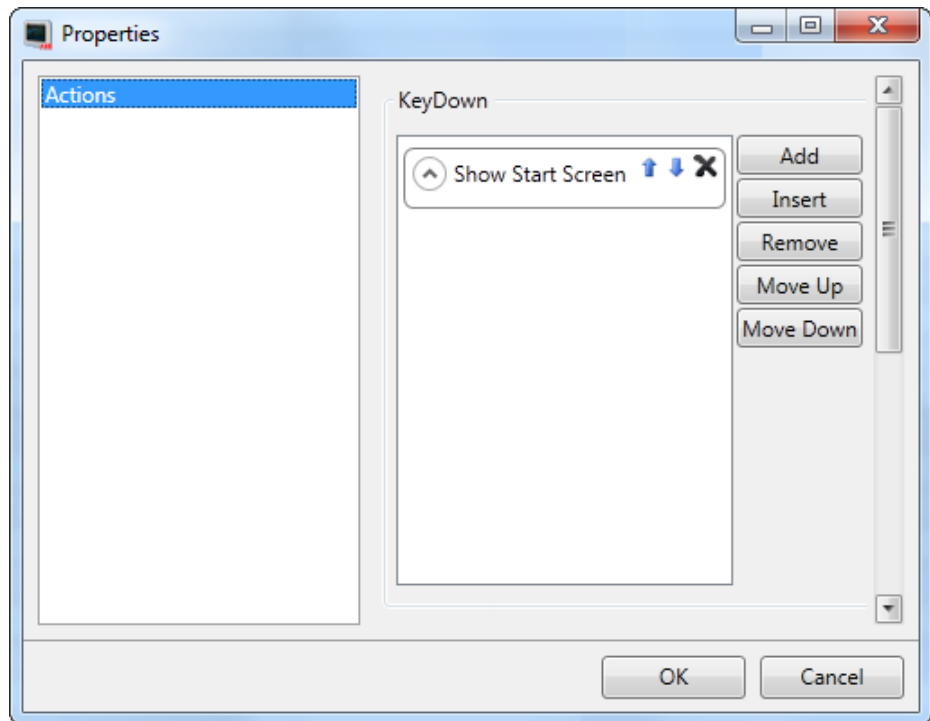 Properties
Actions
KeyDown
Show Start Screen
Add
Insert
Remove
Move Up
Move Down
OK
Cancel